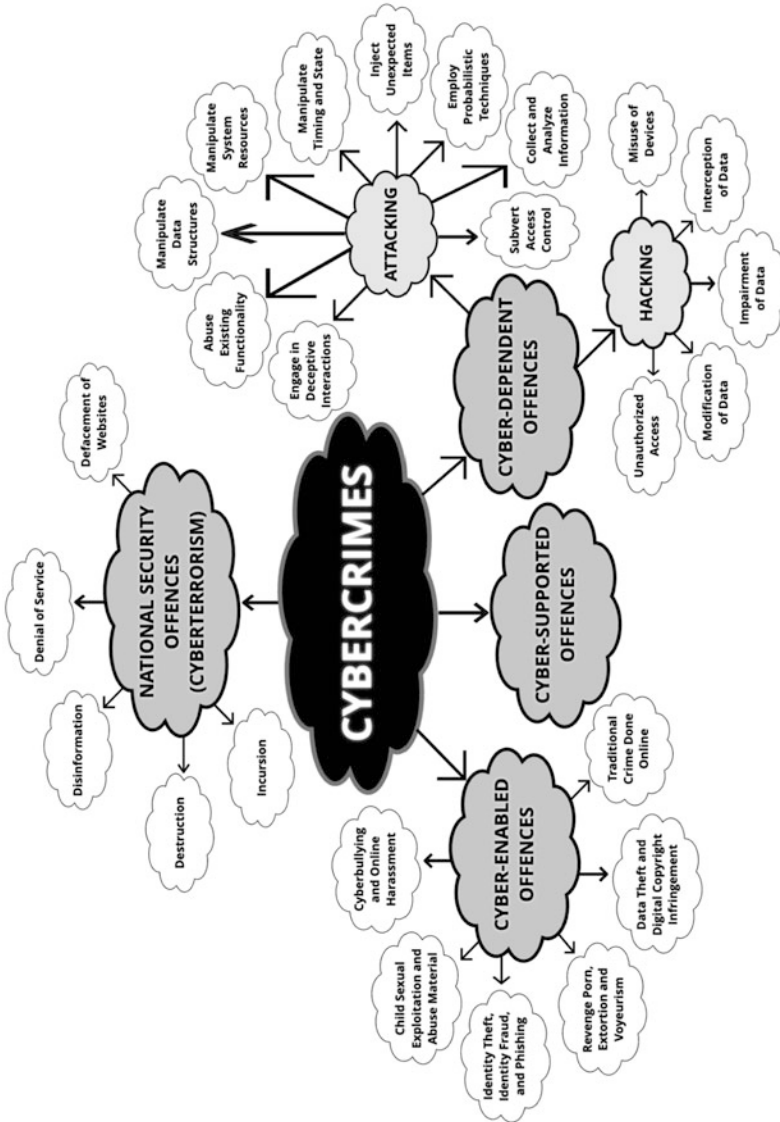 Defacement of
Websites
Denial of Service
Disinformation
Destruction
Incursion
NATIONAL SECURITY
OFFENCES
(CYBERTERRORISM)
CYBERCRIMES
Manipulate
Data
Structures
Manipulate
System
Resources
Manipulate
Timing and State
Inject
Unexpected
Items
Employ
Probabilistic
Techniques
Collect and
Analyze
Information
Subvert
Access
Control
Abuse
Existing
Functionality
Engage in
Deceptive
Interactions
ATTACKING
CYBER-DEPENDENT
OFFENCES
HACKING
Misuse of
Devices
Interception
of Data
Impairment
of Data
Modification
of Data
Unauthorized
Access
CYBER-SUPPORTED
OFFENCES
CYBER-ENABLED
OFFENCES
Cyberbullying
and Online
Harassment
Child Sexual
Exploitation and
Abuse Material
Identity Theft,
Identity Fraud,
and Phishing
Revenge Porn,
Extortion and
Voyeurism
Data Theft and
Digital Copyright
Infringement
Traditional
Crime Done
Online